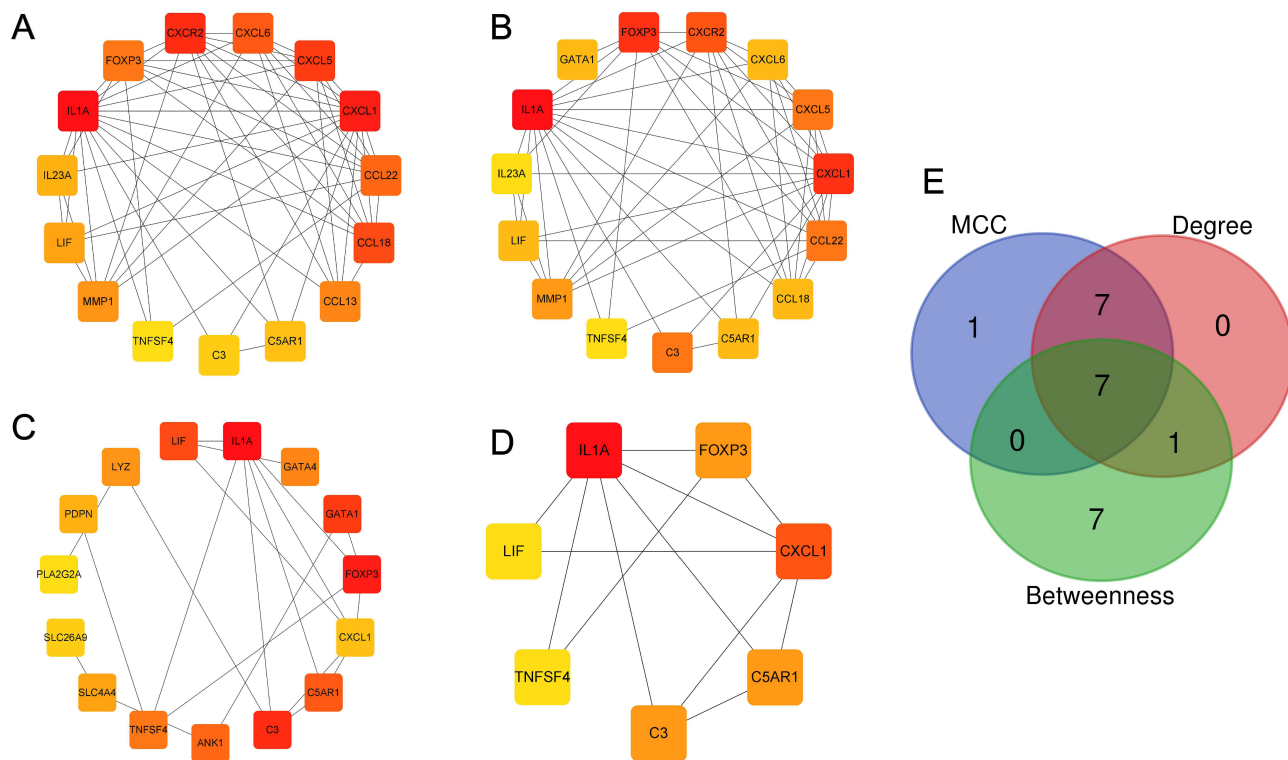 A
CXCR2
CXCL6
FOXP3
CXCL5
IL1A
CXCL1
IL23A
CCL22
LIF
CCL18
MMP1
CCL13
TNFSF4
C3
C5AR1
B
FOXP3
CXCR2
GATA1
CXCL6
IL1A
CXCL5
IL23A
CXCL1
LIF
CCL22
MMP1
CCL18
TNFSF4
C3
C5AR1
C
LIF
IL1A
LYZ
GATA4
PDPN
GATA1
PLA2G2A
FOXP3
SLC26A9
CXCL1
SLC4A4
C5AR1
TNFSF4
ANK1
C3
D
IL1A
FOXP3
LIF
CXCL1
TNFSF4
C5AR1
C3
E
MCC
Degree
7
1
0
7
0
1
7
Betweenness